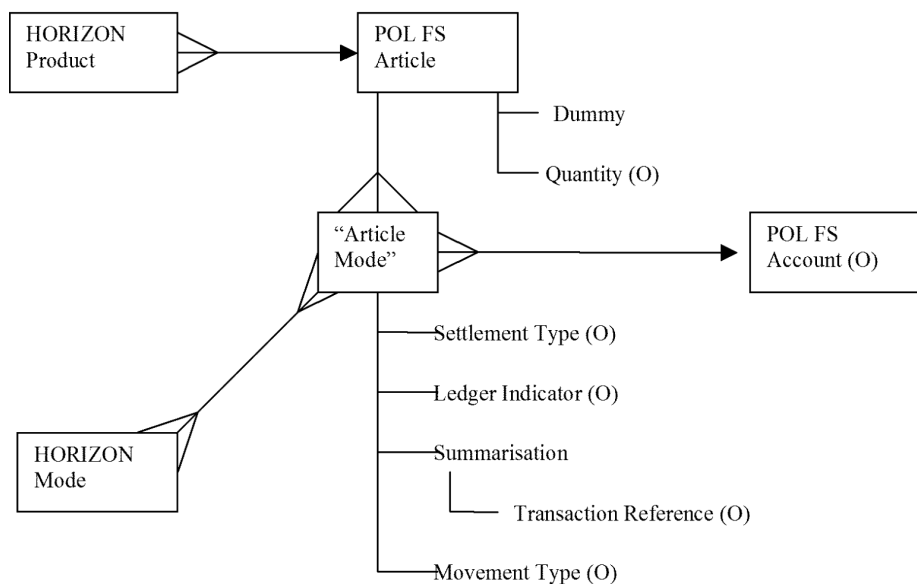 HORIZON
Product
POL FS
Article
Dummy
Quantity (O)
“Article
Mode”
POL FS
Account (O)
Settlement Type (O)
Ledger Indicator (O)
HORIZON
Mode
Summarisation
Transaction Reference (O)
Movement Type (O)